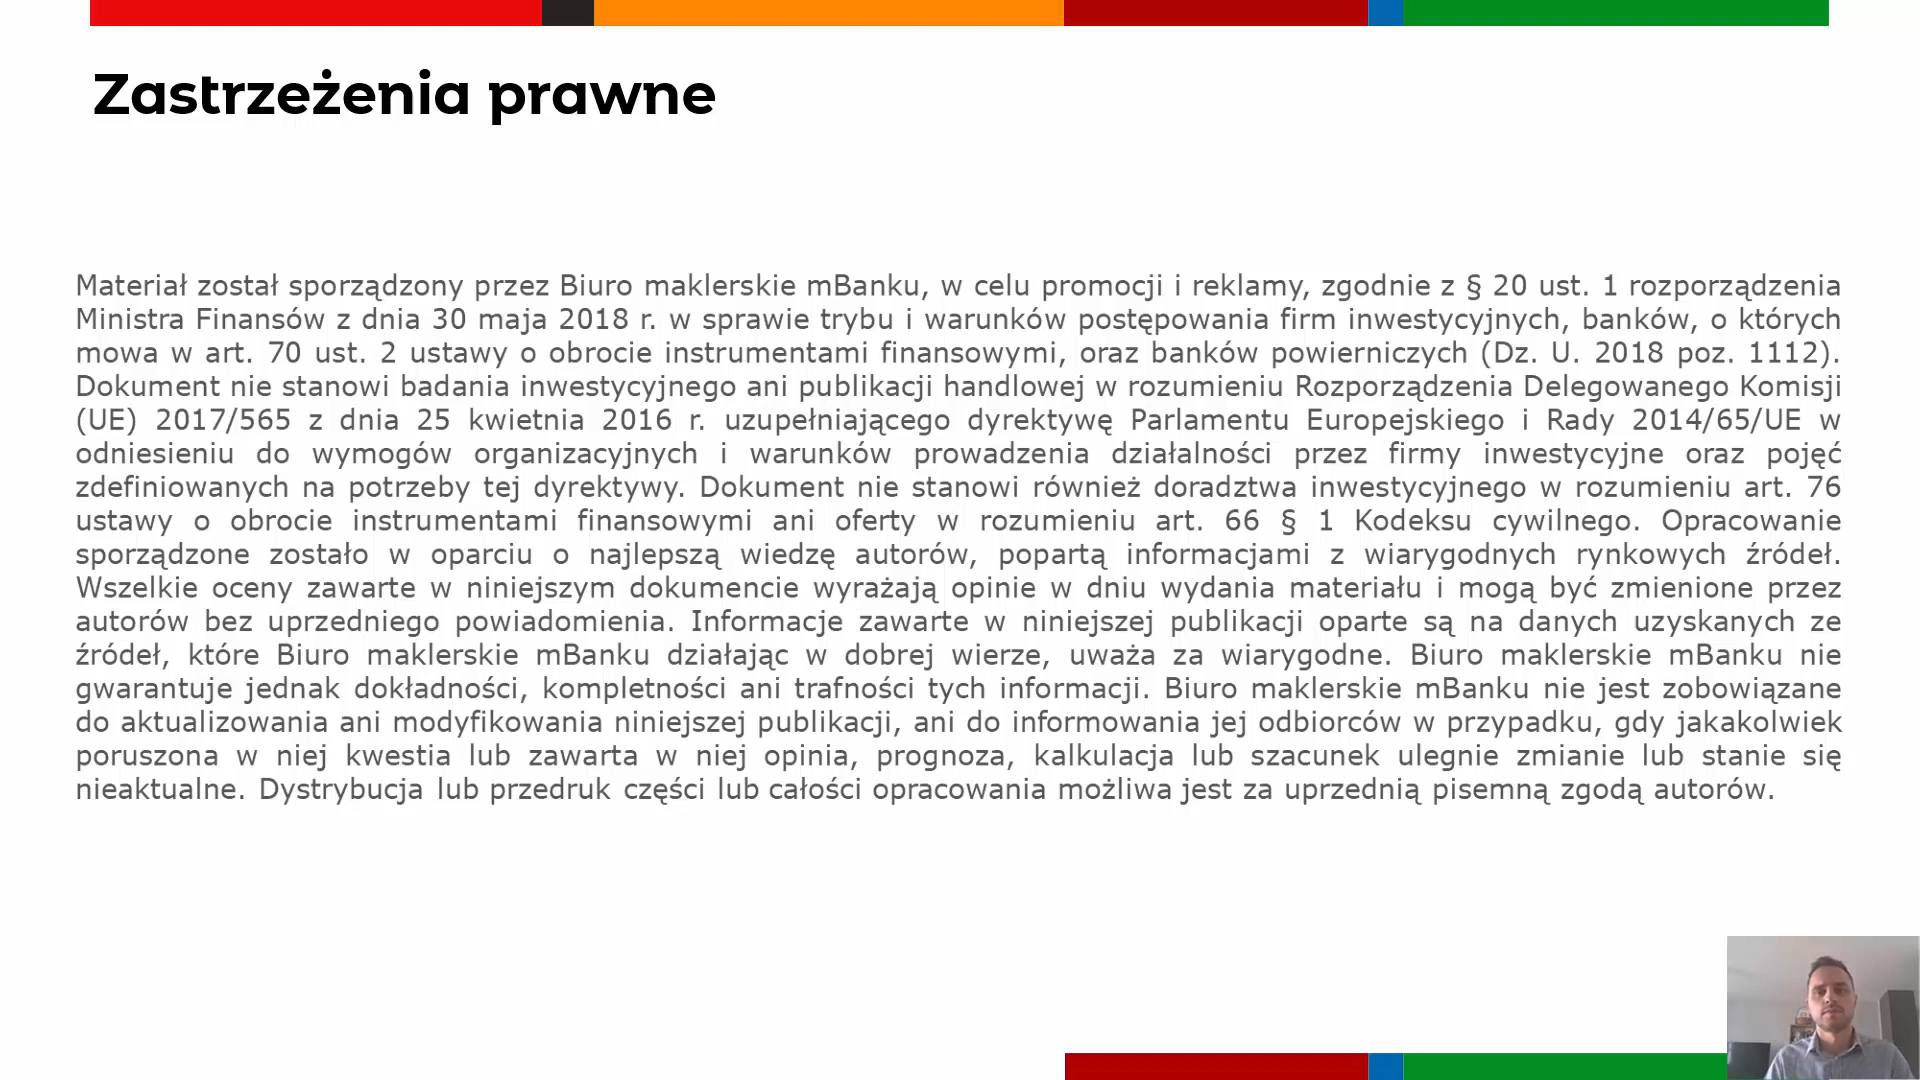 Zastrzeżenia prawne
Materiał został sporządzony przez Biuro maklerskie mBanku, w celu promocji i reklamy, zgodnie z § 20 ust. 1 rozporządzenia
Ministra Finansów z dnia 30 maja 2018 r. w sprawie trybu i warunków postępowania firm inwestycyjnych, banków, o których
mowa w art. 70 ust. 2 ustawy o obrocie instrumentami finansowymi, oraz banków powierniczych (Dz. U. 2018 poz. 1112).
Dokument nie stanowi badania inwestycyjnego ani publikacji handlowej w rozumieniu Rozporządzenia Delegowanego Komisji
(UE) 2017/565 z dnia 25 kwietnia 2016 r. uzupełniającego dyrektywę Parlamentu Europejskiego i Rady 2014/65/UE w
odniesieniu do wymogów organizacyjnych i warunków prowadzenia działalności przez firmy inwestycyjne oraz pojęć
zdefiniowanych na potrzeby tej dyrektywy. Dokument nie stanowi również doradztwa inwestycyjnego w rozumieniu art. 76
ustawy o obrocie instrumentami finansowymi ani oferty w rozumieniu art. 66 § 1 Kodeksu cywilnego. Opracowanie
sporządzone zostało w oparciu o najlepszą wiedzę autorów, popartą informacjami z wiarygodnych rynkowych źródeł.
Wszelkie oceny zawarte w niniejszym dokumencie wyrażają opinie w dniu wydania materiału i mogą być zmienione przez
autorów bez uprzedniego powiadomienia. Informacje zawarte w niniejszej publikacji oparte są na danych uzyskanych ze
źródeł, które Biuro maklerskie mBanku działając w dobrej wierze, uważa za wiarygodne. Biuro maklerskie mBanku nie
gwarantuje jednak dokładności, kompletności ani trafności tych informacji. Biuro maklerskie mBanku nie jest zobowiązane
do aktualizowania ani modyfikowania niniejszej publikacji, ani do informowania jej odbiorców w przypadku, gdy jakakolwiek
poruszona w niej kwestia lub zawarta w niej opinia, prognoza, kalkulacja lub szacunek ulegnie zmianie lub stanie się
nieaktualne. Dystrybucja lub przedruk części lub całości opracowania możliwa jest za uprzednią pisemną zgodą autorów.